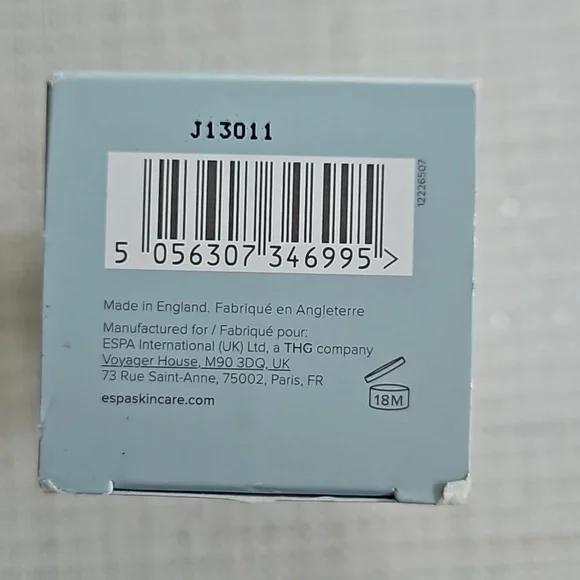 J13011
12226507
5 056307 346995 >
Made in England. Fabriqué en Angleterre
Manufactured for / Fabriqué pour:
ESPA International (UK) Ltd, a THG company
Voyager House, M90 3DQ, UK
73 Rue Saint-Anne, 75002, Paris, FR
espaskincare.com
18M